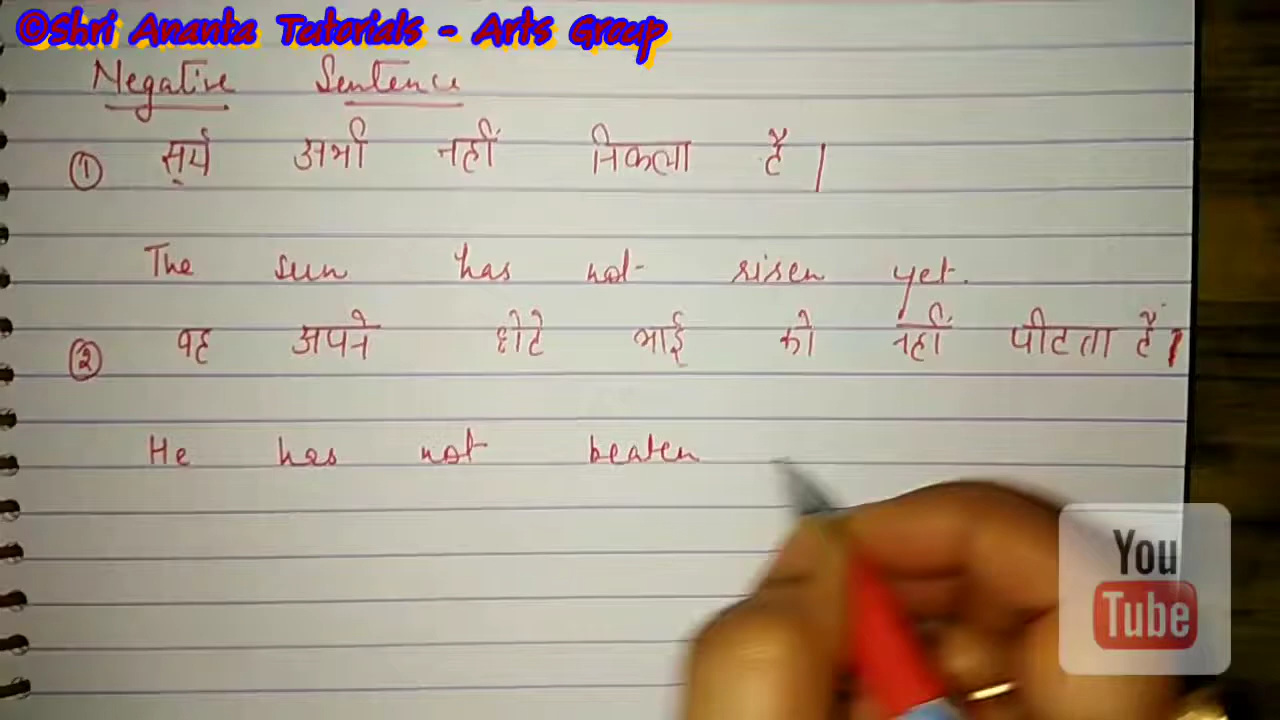 ©Shri Ananta Tutorials - Arts Group
Negative Sentence
① सूर्य अभी नहीं निकला है |
The sun has not risen yet.
② वह अपने छोटे भाई को नहीं पीटता हैं।
He has not beaten
You
Tube